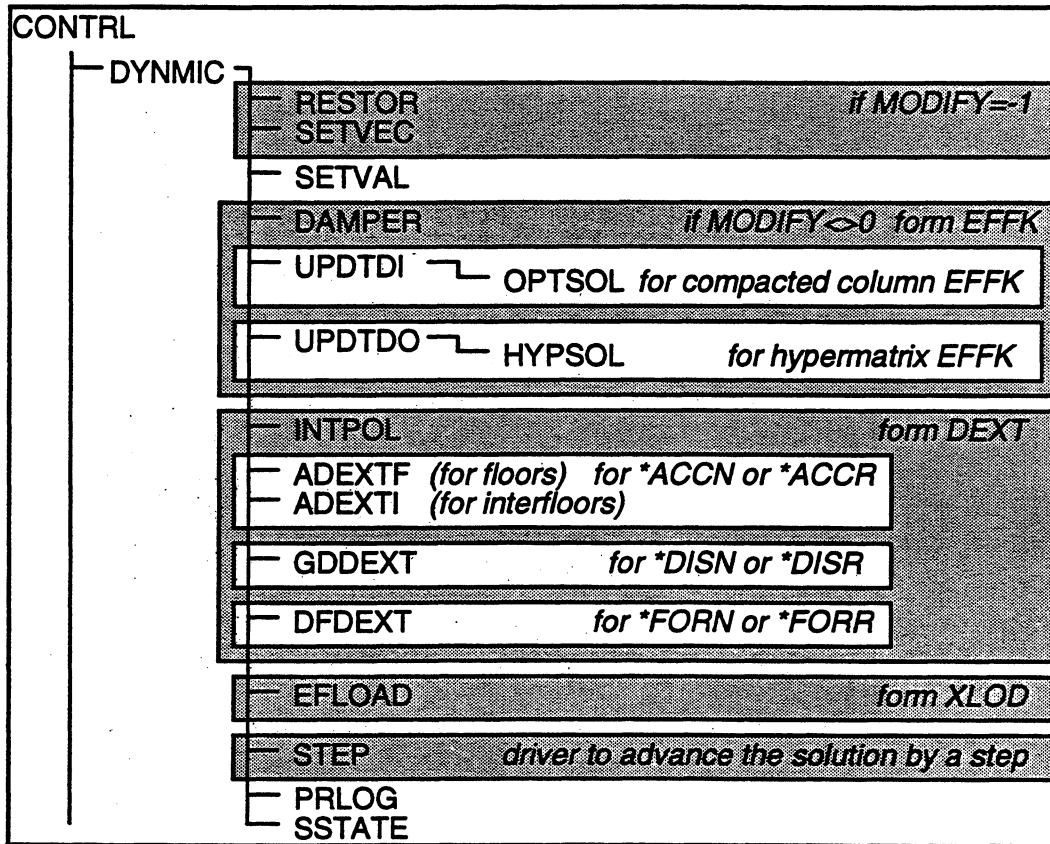 CONTRL
DYNMIC
RESTOR if MODIFY=-1
SETVEC
SETVAL
DAMPER if MODIFY<>0 form EFFK
UPDTDI OPTSOL for compacted column EFFK
UPDTDO HYPSOL for hypermatrix EFFK
INTPOL form DEXT
ADEXTF (for floors) for *ACCN or *ACCR
ADEXTI (for interfloors)
GDDEXT for *DISN or *DISR
DFDEXT for *FORN or *FORR
EFLOAD form XLOD
STEP driver to advance the solution by a step
PRLOG
SSTATE